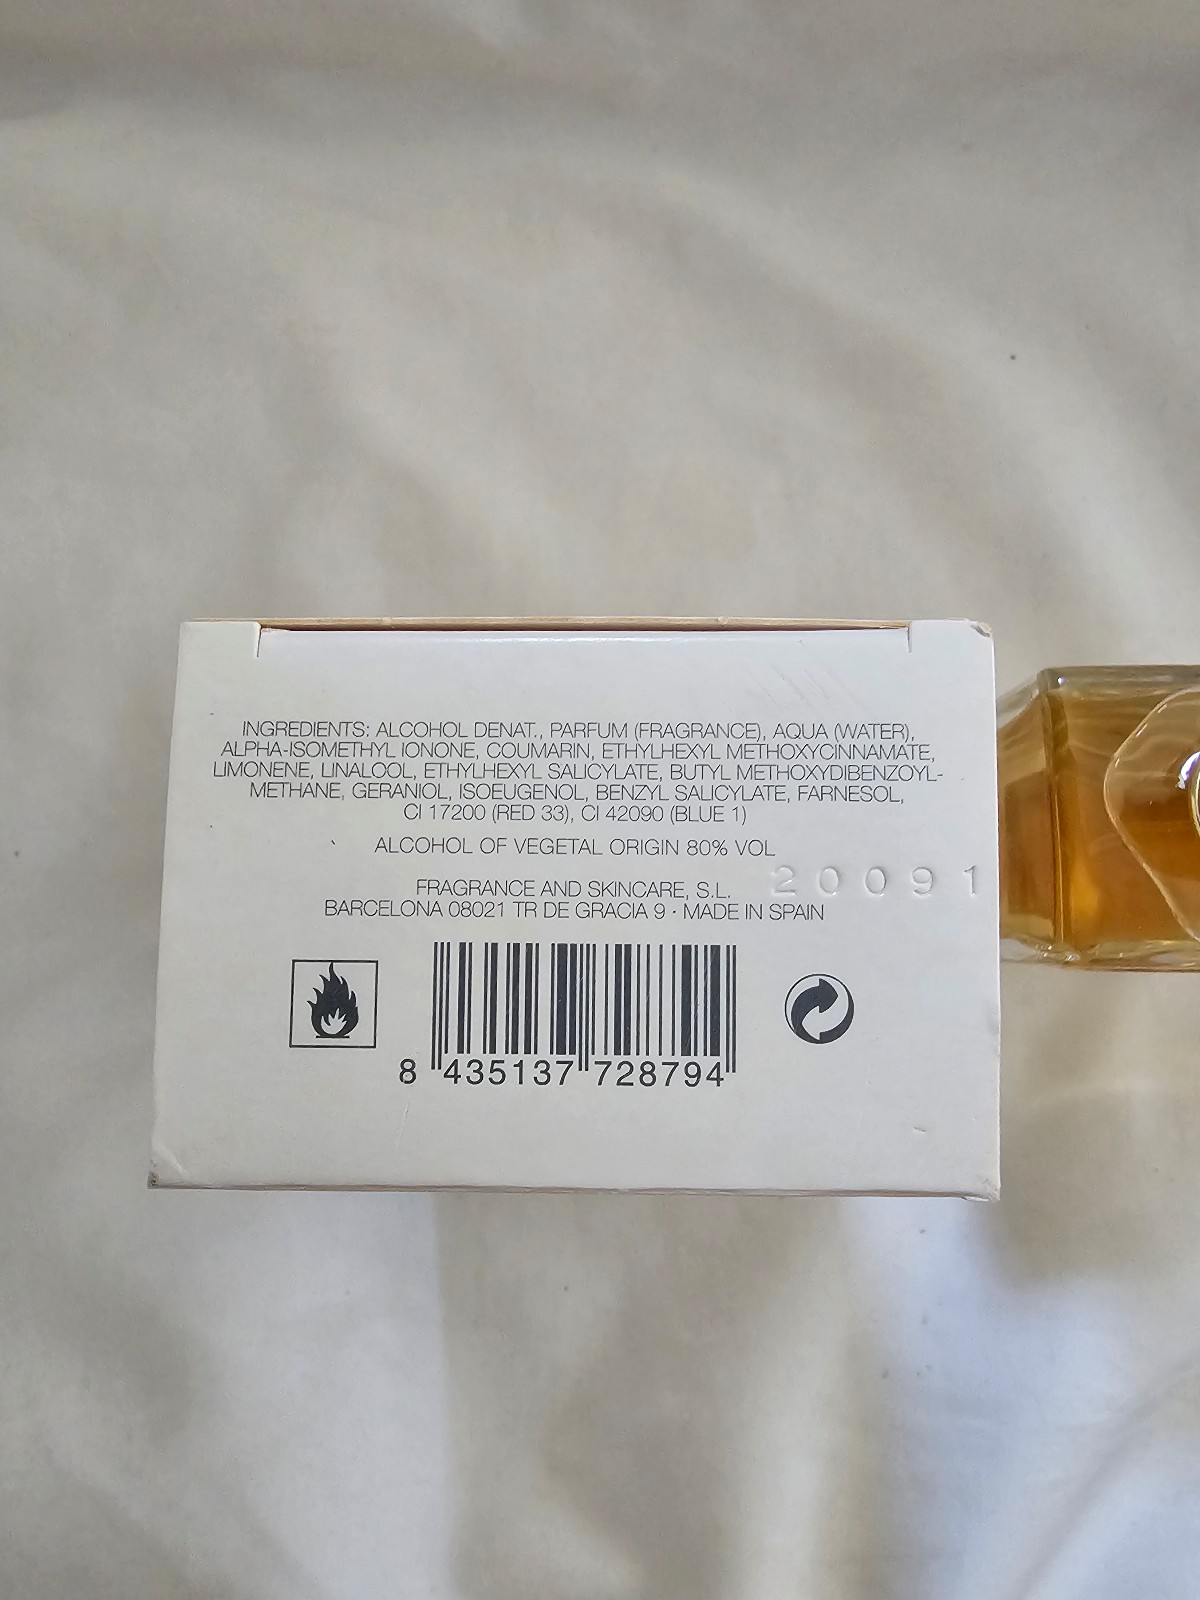 INGREDIENTS: ALCOHOL DENAT., PARFUM (FRAGRANCE), AQUA (WATER),
ALPHA-ISOMETHYL IONONE, COUMARIN, ETHYLHEXYL METHOXYCINNAMATE,
LIMONENE, LINALOOL, ETHYLHEXYL SALICYLATE, BUTYL METHOXYDIBENZOYL-
METHANE, GERANIOL, ISOEUGENOL, BENZYL SALICYLATE, FARNESOL,
CI 17200 (RED 33), CI 42090 (BLUE 1)
ALCOHOL OF VEGETAL ORIGIN 80% VOL
20091
FRAGRANCE AND SKINCARE, S.L.
BARCELONA 08021 TR DE GRACIA 9 · MADE IN SPAIN
8 435137 728794